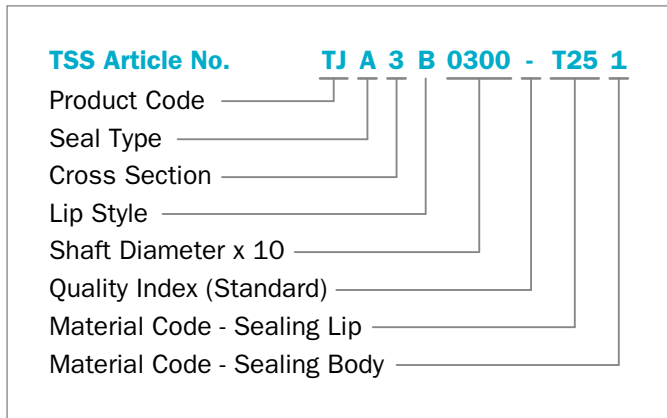 TSS Article No. TJ A 3 B 0300 - T25 1
Product Code
Seal Type
Cross Section
Lip Style
Shaft Diameter x 10
Quality Index (Standard)
Material Code - Sealing Lip
Material Code - Sealing Body